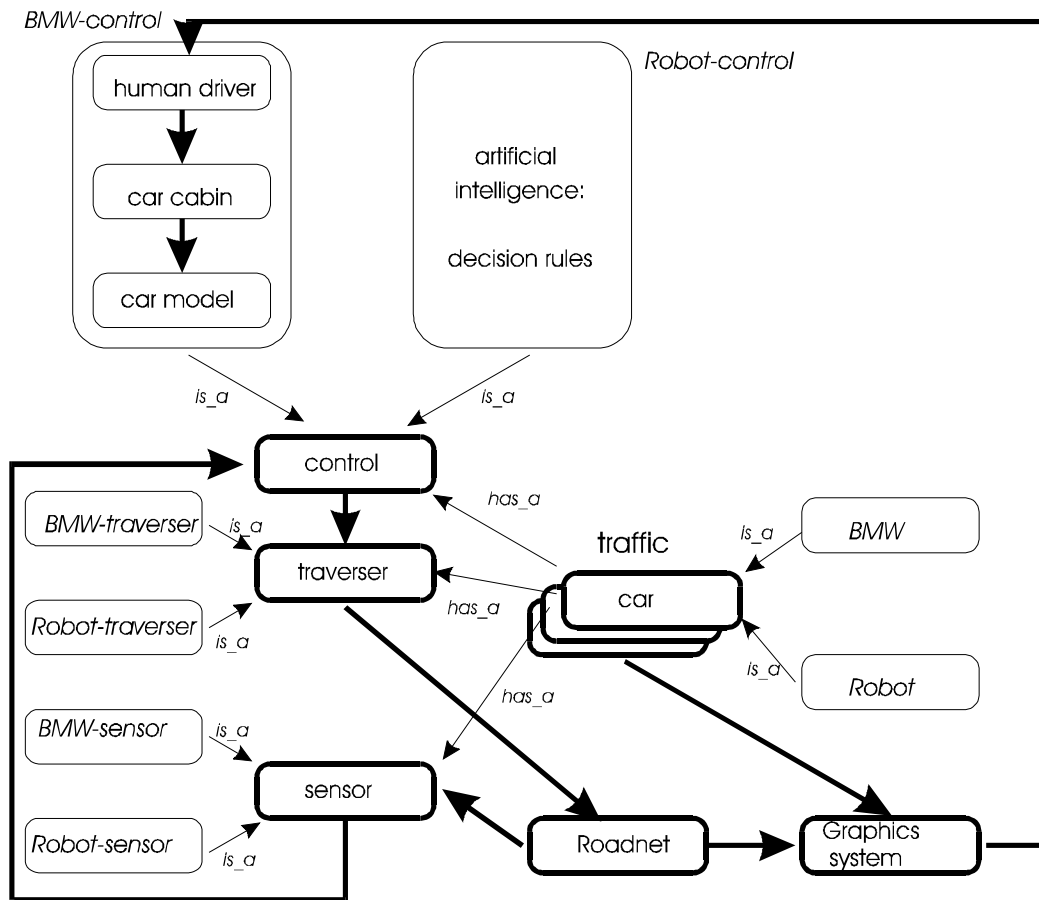 BMW-control
human driver
car cabin
car model
Robot-control
artificial
intelligence:
decision rules
is_a
is_a
control
BMW-traverser
is_a
traverser
Robot-traverser
is_a
has_a
has_a
has_a
traffic
car
is_a
BMW
is_a
Robot
BMW-sensor
is_a
sensor
Robot-sensor
is_a
Roadnet
Graphics
system